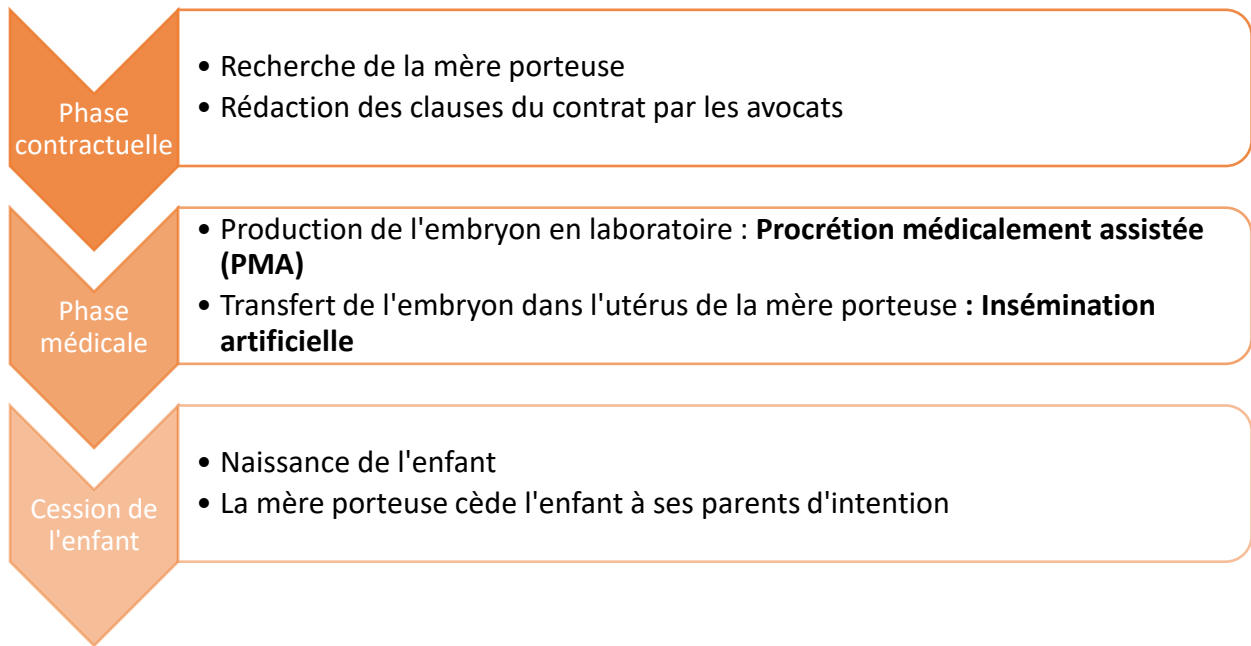 Phase
contractuelle
• Recherche de la mère porteuse
• Rédaction des clauses du contrat par les avocats
Phase
médicale
• Production de l'embryon en laboratoire : Procrétion médicalement assistée
(PMA)
• Transfert de l'embryon dans l'utérus de la mère porteuse : Insémination
artificielle
Cession de
l'enfant
• Naissance de l'enfant
• La mère porteuse cède l'enfant à ses parents d'intention